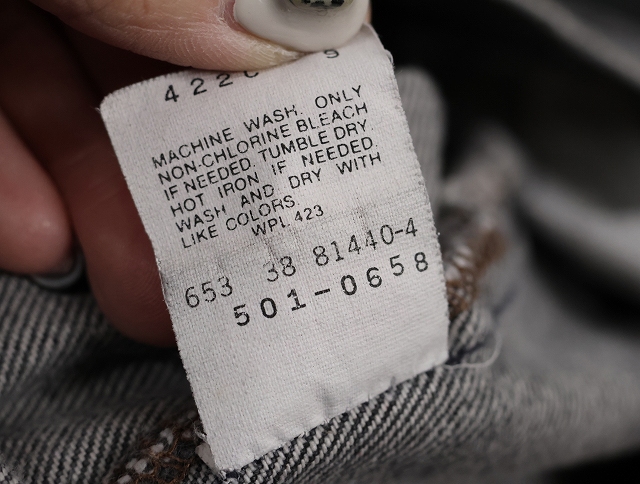 MACHINE WASH. ONLY
NON-CHLORINE BLEACH
IF NEEDED. TUMBLE DRY.
HOT IRON IF NEEDED.
WASH AND DRY WITH
LIKE COLORS.
WPL 423
653 38 81440-4
501-0658